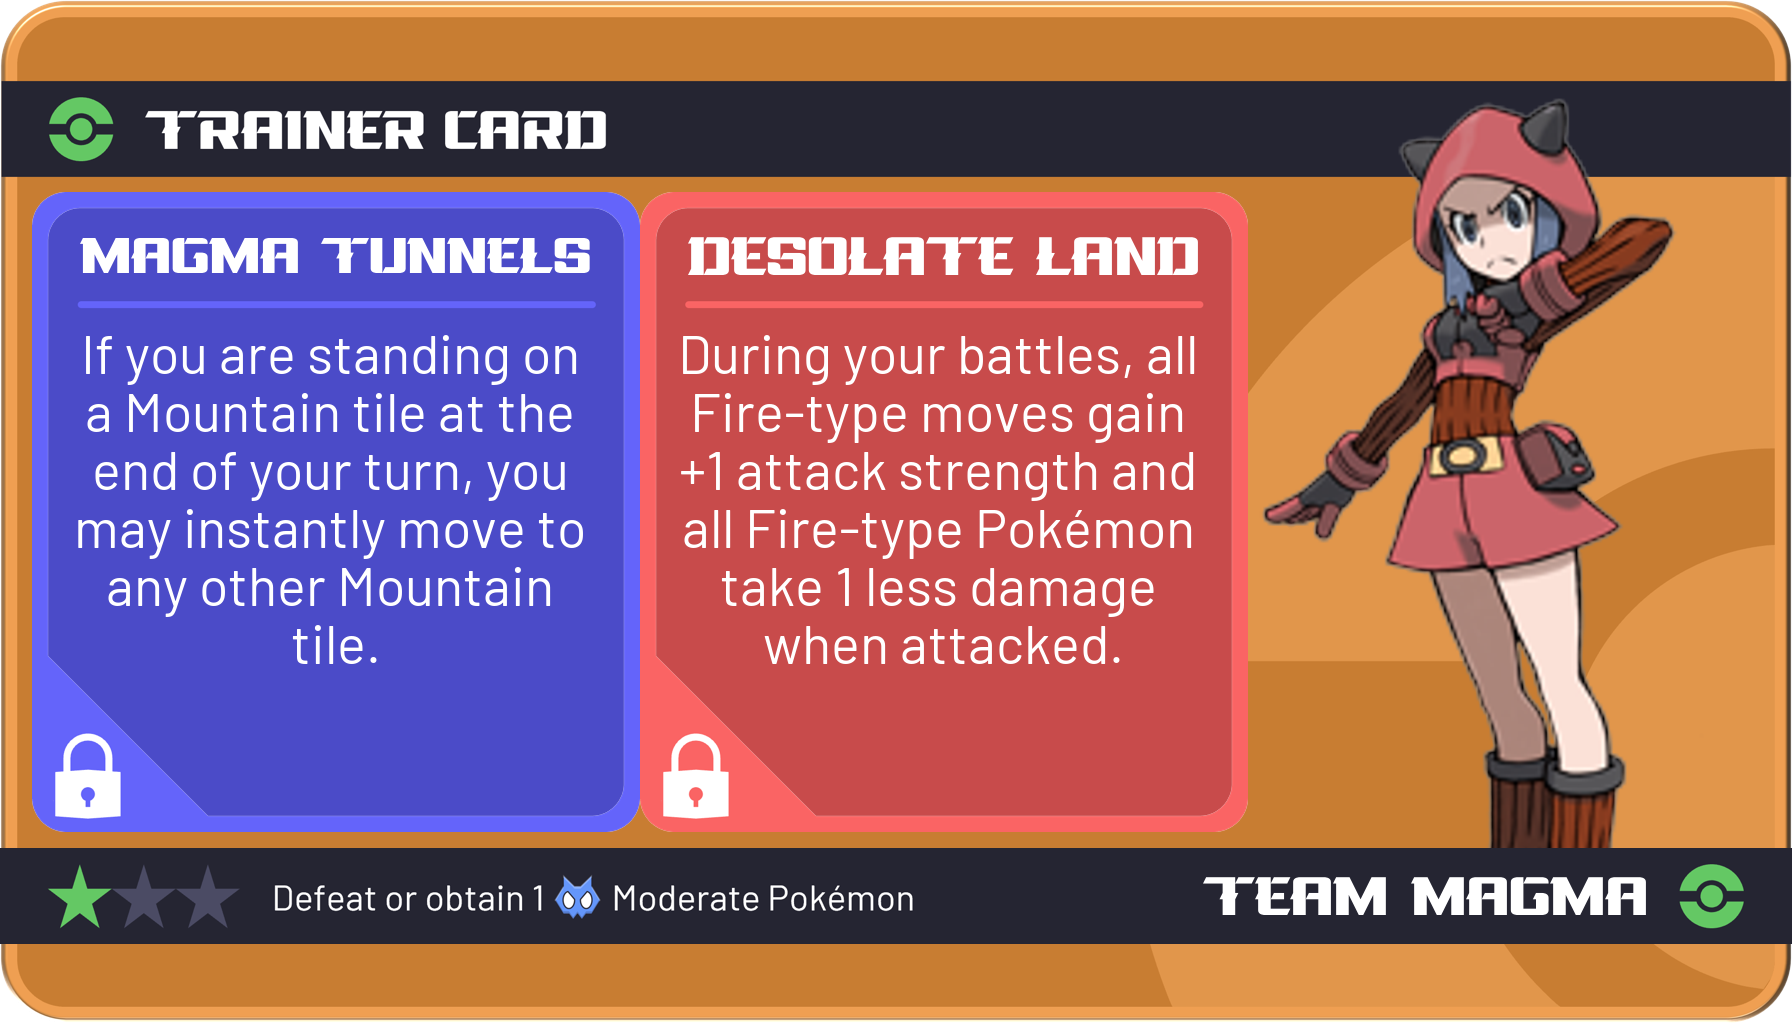 TRAINER CARD
MAGMA TUNNELS
If you are standing on
a Mountain tile at the
end of your turn, you
may instantly move to
any other Mountain
tile.
DESOLATE LAND
During your battles, all
Fire-type moves gain
+1 attack strength and
all Fire-type Pokémon
take 1 less damage
when attacked.
Defeat or obtain 1 Moderate Pokémon
TEAM MAGMA